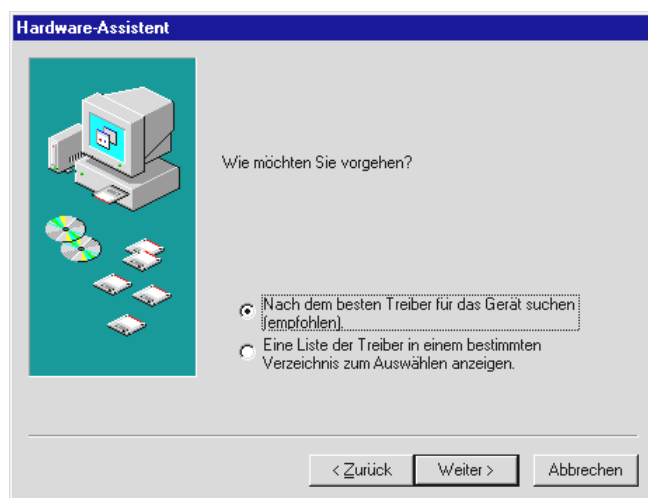 Hardware-Assistent
Wie möchten Sie vorgehen?
Nach dem besten Treiber für das Gerät suchen
(empfohlen).
Eine Liste der Treiber in einem bestimmten
Verzeichnis zum Auswählen anzeigen.
< Zurück
Weiter >
Abbrechen